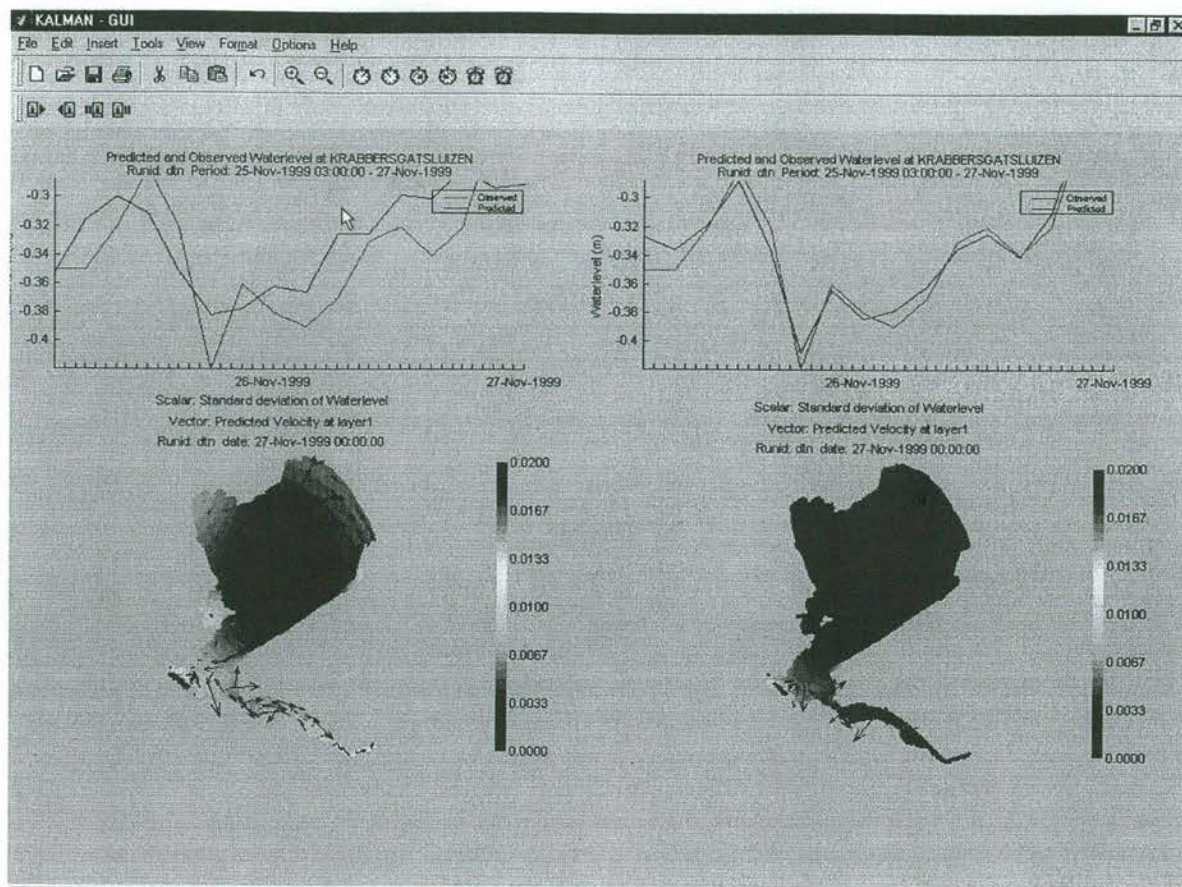 KALMAN - GUI
File Edit Insert Tools View Format Options Help
Predicted and Observed Waterlevel at KRABBERSGATSLUIZEN
Runid: dtn Period: 25-Nov-1999 03:00:00 - 27-Nov-1999
Observed
Predicted
-0.3
-0.32
-0.34
-0.36
-0.38
-0.4
26-Nov-1999
27-Nov-1999
Scalar: Standard deviation of Waterlevel
Vector: Predicted Velocity at layer1
Runid: dtn date: 27-Nov-1999 00:00:00
0.0200
0.0167
0.0133
0.0100
0.0067
0.0033
0.0000
Predicted and Observed Waterlevel at KRABBERSGATSLUIZEN
Runid: dtn Period: 25-Nov-1999 03:00:00 - 27-Nov-1999
Observed
Predicted
Waterlevel (m)
-0.3
-0.32
-0.34
-0.36
-0.38
-0.4
26-Nov-1999
27-Nov-1999
Scalar: Standard deviation of Waterlevel
Vector: Predicted Velocity at layer1
Runid: dtn date: 27-Nov-1999 00:00:00
0.0200
0.0167
0.0133
0.0100
0.0067
0.0033
0.0000